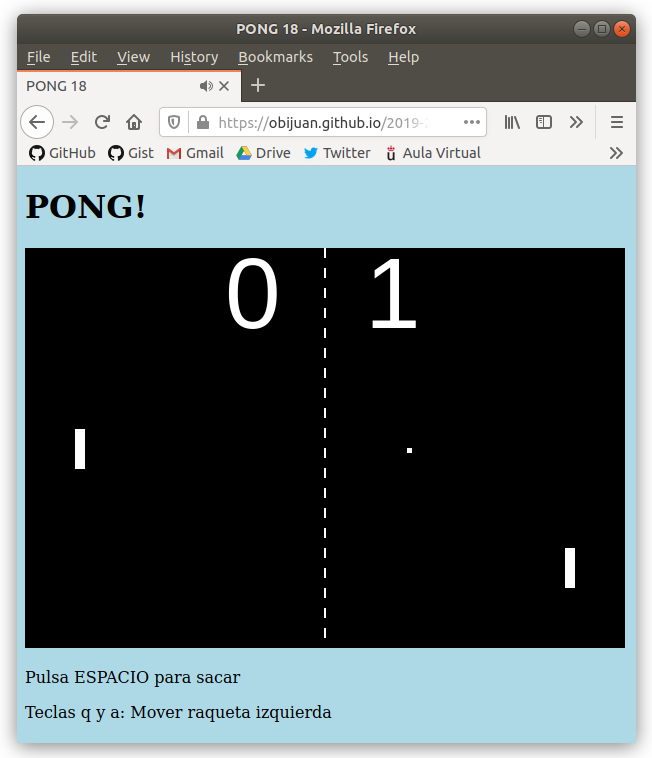 PONG 18 - Mozilla Firefox
File Edit View History Bookmarks Tools Help
PONG 18
https://obijuan.github.io/2019-2
GitHub Gist Gmail Drive Twitter Aula Virtual
PONG!
0 1
Pulsa ESPACIO para sacar
Teclas q y a: Mover raqueta izquierda